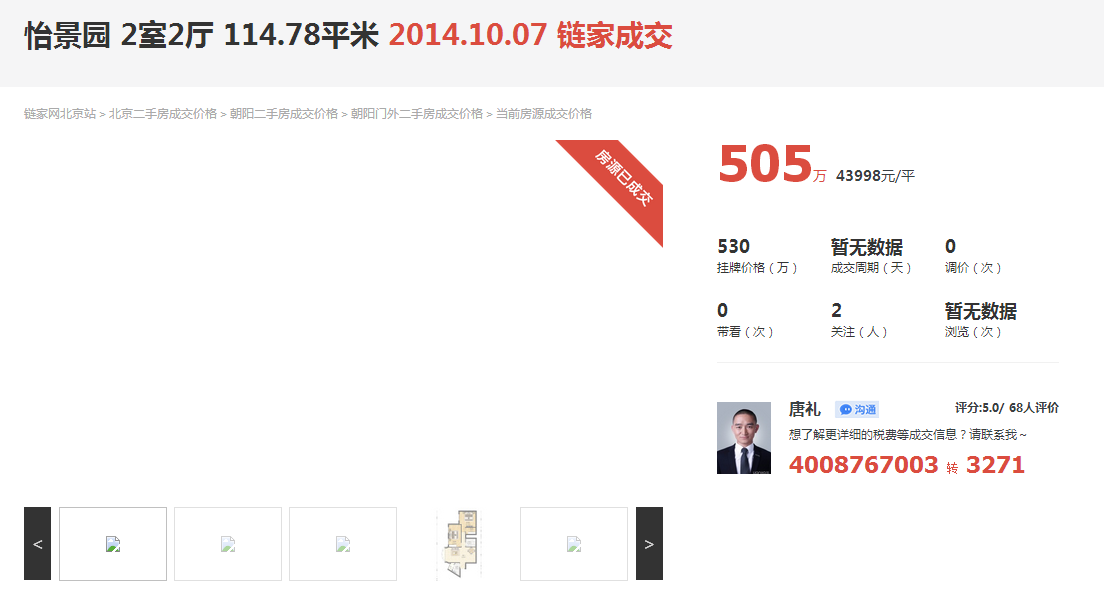 怡景园 2室2厅 114.78平米 2014.10.07 链家成交
链家网北京站 > 北京二手房成交价格 > 朝阳二手房成交价格 > 朝阳门外二手房成交价格 > 当前房源成交价格
房源已成交
505万 43998元/平
530 暂无数据 0
挂牌价格（万） 成交周期（天） 调价（次）
0 2 暂无数据
带看（次） 关注（人） 浏览（次）
唐礼 沟通 评分:5.0/ 68人评价
想了解更详细的税费等成交信息？请联系我～
4008767003 转 3271
< >